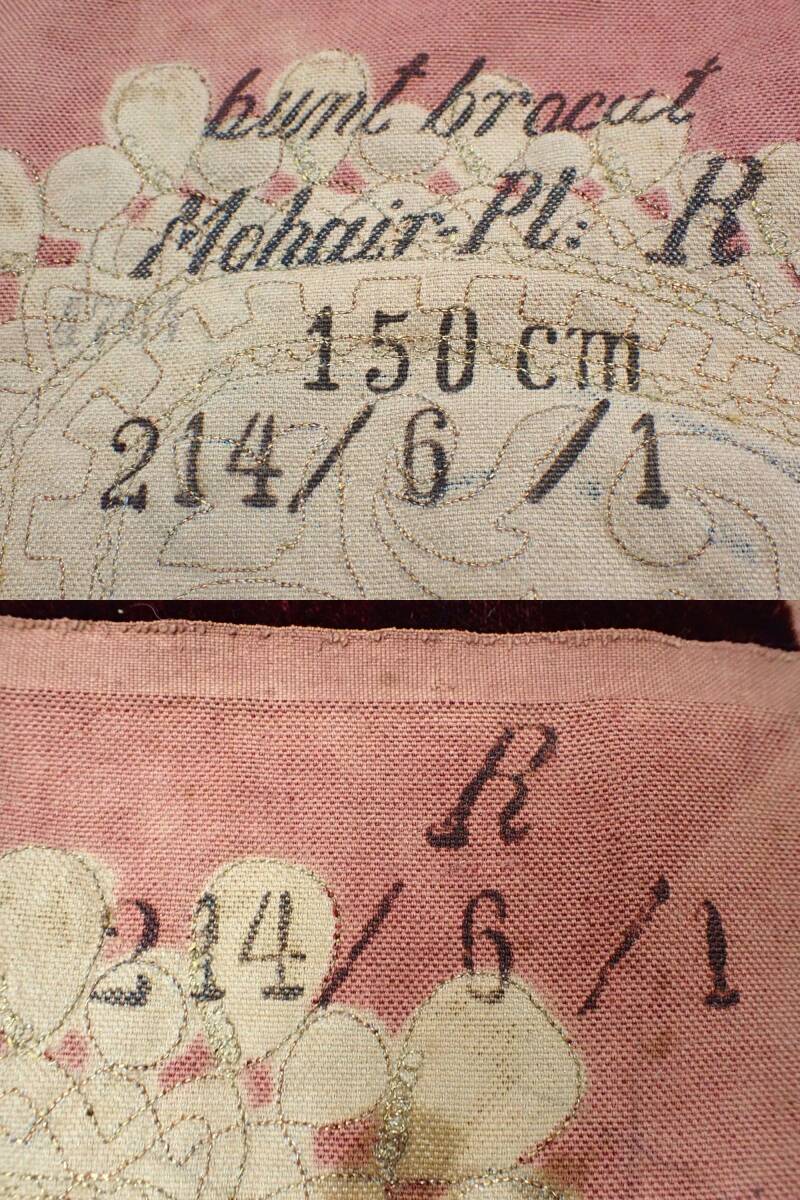 bunt brocat
Mohair-Pl: R
150 cm
214/6/1
R
214/6/1